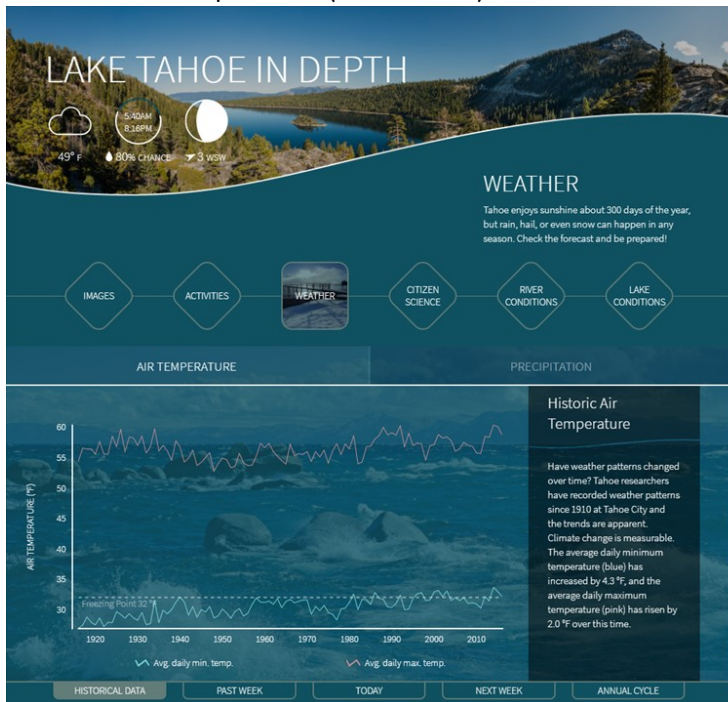 LAKE TAHOE IN DEPTH
5:40AM
8:16PM
49° F
80% CHANCE
3 WSW
WEATHER
Tahoe enjoys sunshine about 300 days of the year,
but rain, hail, or even snow can happen in any
season. Check the forecast and be prepared!
IMAGES
ACTIVITIES
WEATHER
CITIZEN
SCIENCE
RIVER
CONDITIONS
LAKE
CONDITIONS
AIR TEMPERATURE
PRECIPITATION
Historic Air
Temperature
Have weather patterns changed
over time? Tahoe researchers
have recorded weather patterns
since 1910 at Tahoe City and
the trends are apparent.
Climate change is measurable.
The average daily minimum
temperature (blue) has
increased by 4.3 °F, and the
average daily maximum
temperature (pink) has risen by
2.0 °F over this time.
AIR TEMPERATURE (°F)
60
55
50
45
40
35
30
Freezing Point 32 °F
1920 1930 1940 1950 1960 1970 1980 1990 2000 2010
Avg. daily min. temp.
Avg. daily max. temp.
HISTORICAL DATA
PAST WEEK
TODAY
NEXT WEEK
ANNUAL CYCLE